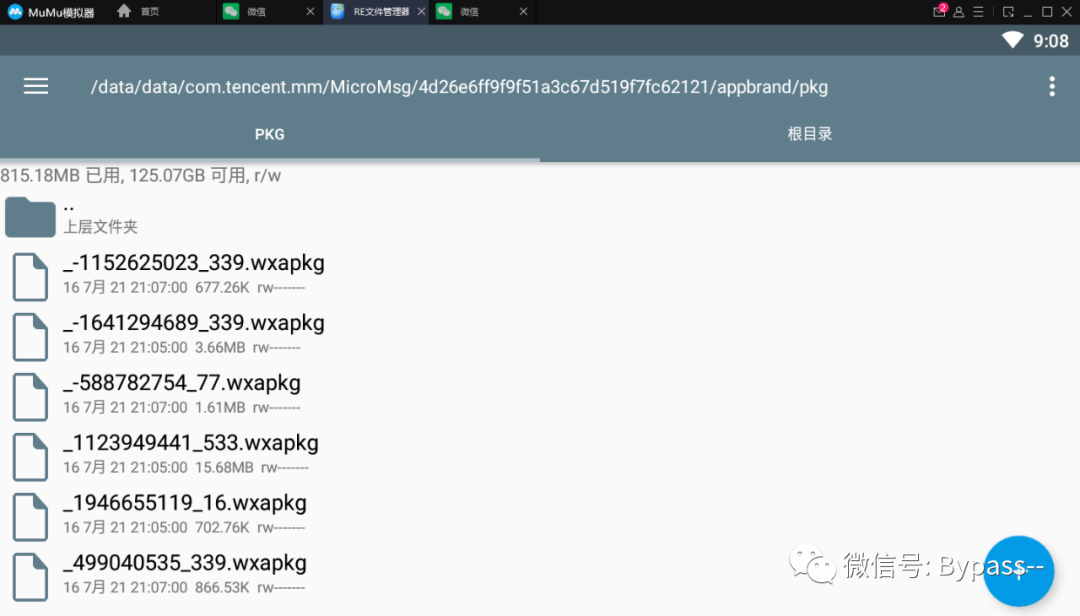 MuMu模拟器 首页 微信 RE文件管理器 微信 2
9:08
/data/data/com.tencent.mm/MicroMsg/4d26e6ff9f9f51a3c67d519f7fc62121/appbrand/pkg
PKG 根目录
815.18MB 已用, 125.07GB 可用, r/w
..
上层文件夹
_-1152625023_339.wxapkg
16 7月 21 21:07:00 677.26K rw-------
_-1641294689_339.wxapkg
16 7月 21 21:05:00 3.66MB rw-------
_-588782754_77.wxapkg
16 7月 21 21:07:00 1.61MB rw-------
_1123949441_533.wxapkg
16 7月 21 21:05:00 15.68MB rw-------
_1946655119_16.wxapkg
16 7月 21 21:05:00 702.76K rw-------
_499040535_339.wxapkg
16 7月 21 21:07:00 866.53K rw-------
微信号: Bypass--